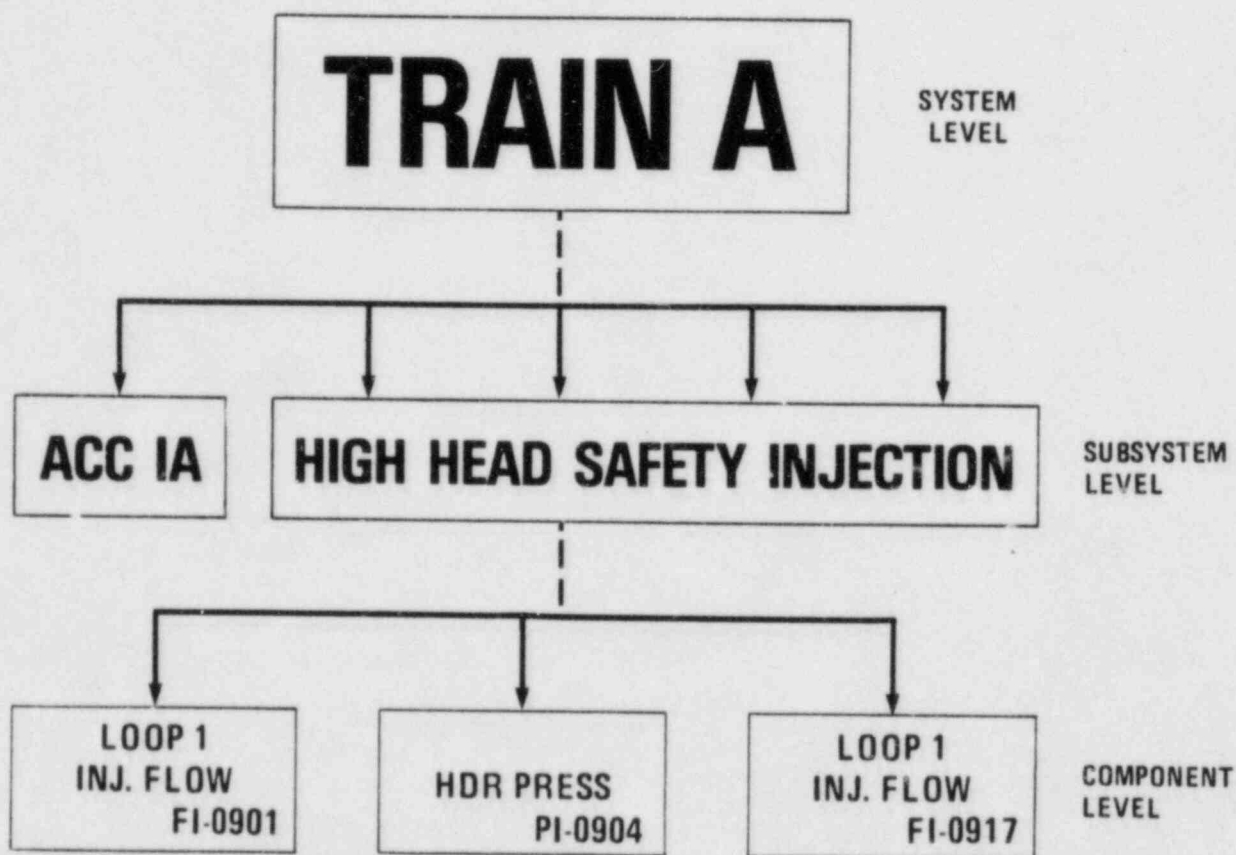 TRAIN A
SYSTEM
LEVEL
ACC IA
HIGH HEAD SAFETY INJECTION
SUBSYSTEM
LEVEL
LOOP 1
INJ. FLOW
FI-0901
HDR PRESS
PI-0904
LOOP 1
INJ. FLOW
FI-0917
COMPONENT
LEVEL